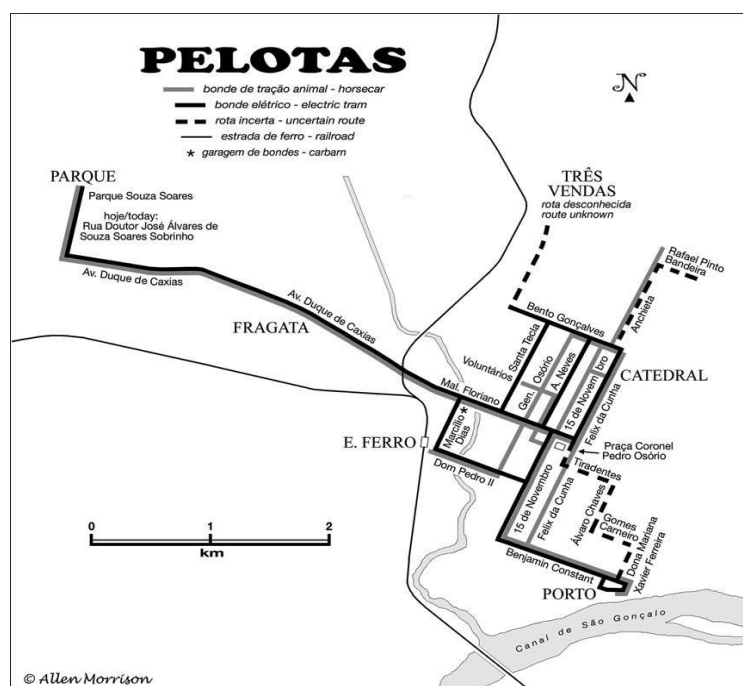 PELOTAS
bonde de tração animal - horsecar
bonde elétrico - electric tram
rota incerta - uncertain route
estrada de ferro - railroad
* garagem de bondes - carbarn
N
PARQUE
Parque Souza Soares
hoje/today:
Rua Doutor José Álvares de
Souza Soares Sobrinho
Av. Duque de Caxias
Av. Duque de Caxias
FRAGATA
TRÊS
VENDAS
rota desconhecida
route unknown
Rafael Pinto
Bandeira
Anchieta
Bento Gonçalves
Santa Tecla
Voluntários
Osório
Gen.
A. Neves
15 de Novembro
Felix da Cunha
CATEDRAL
Mal. Floriano
Marcílio
Dias
*
E. FERRO
Dom Pedro II
Praça Coronel
Pedro Osório
Tiradentes
15 de Novembro
Felix da Cunha
Álvaro Chaves
Gomes
Carneiro
Dona Mariana
Xavier Ferreira
Benjamin Constant
PORTO
Canal de São Gonçalo
0 1 2
km
© Allen Morrison